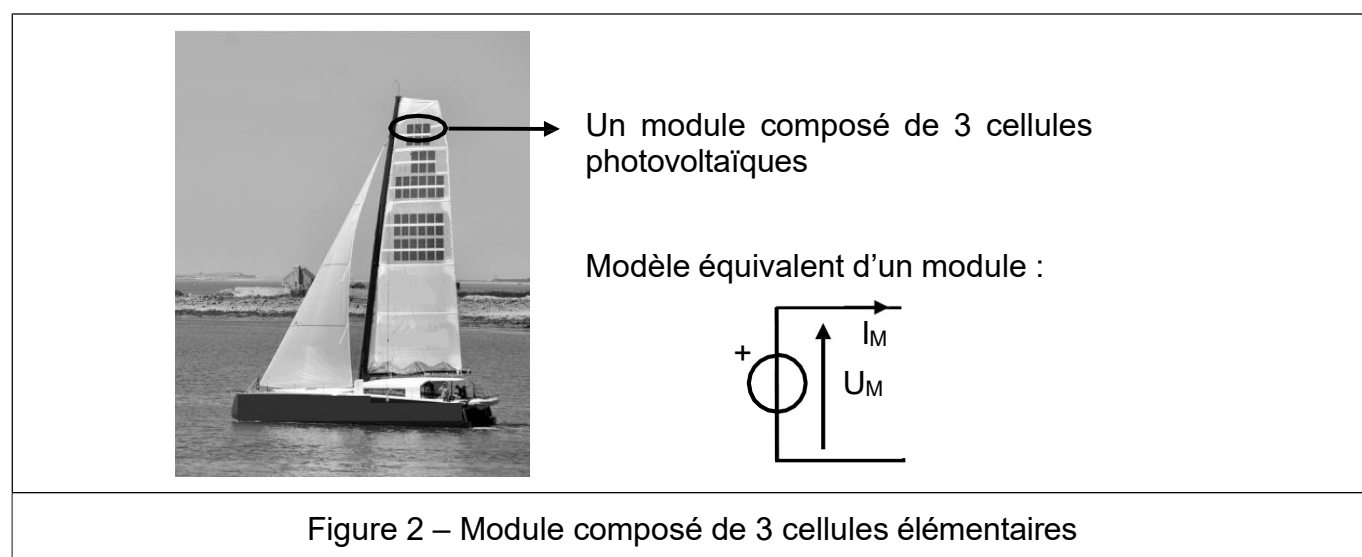 Un module composé de 3 cellules
photovoltaïques
Modèle équivalent d’un module :
+
IM
UM
Figure 2 – Module composé de 3 cellules élémentaires